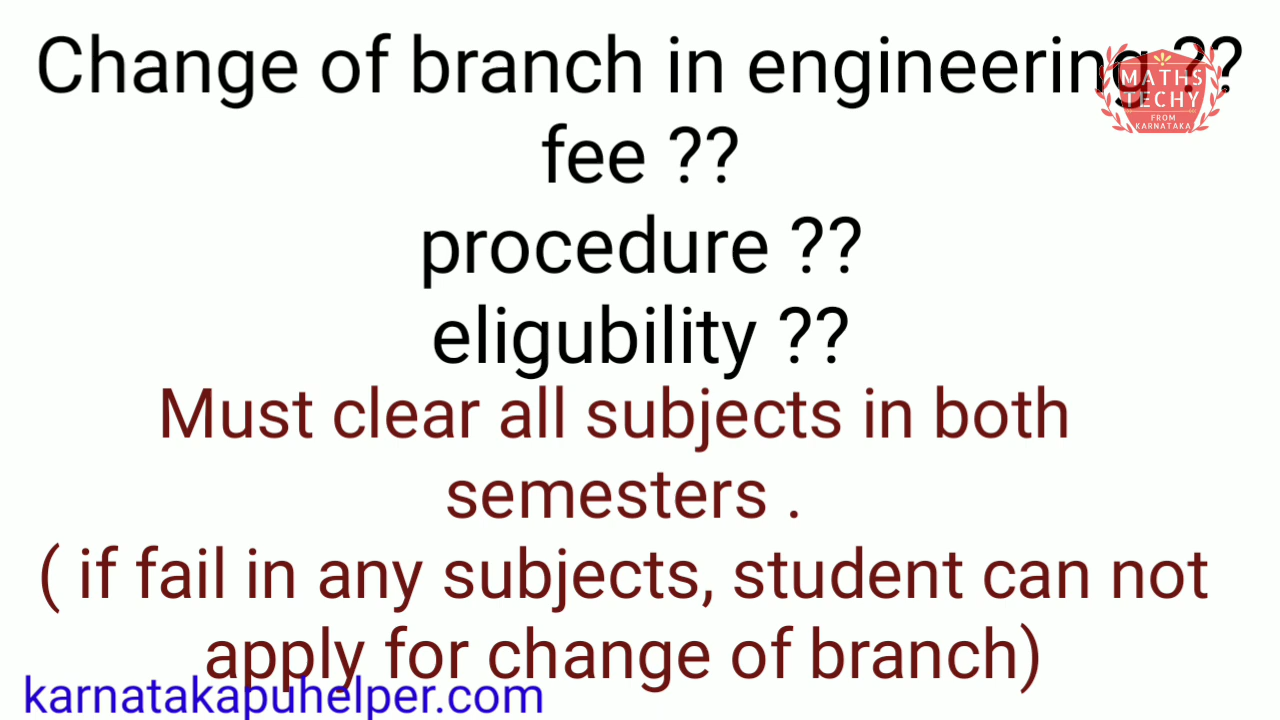 Change of branch in engineering ??
fee ??
procedure ??
eligubility ??
Must clear all subjects in both
semesters .
( if fail in any subjects, student can not
apply for change of branch)
karnatakapuhelper.com
MATHS
TECHY
FROM
KARNATAKA